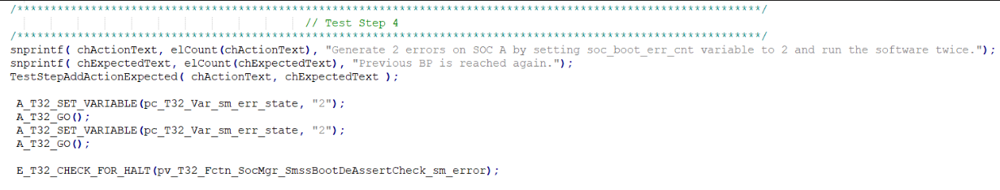 /****************************************************************************************************************/
// Test Step 4
/****************************************************************************************************************/
snprintf( chActionText, elCount(chActionText), "Generate 2 errors on SOC A by setting soc_boot_err_cnt variable to 2 and run the software twice.");
snprintf( chExpectedText, elCount(chExpectedText), "Previous BP is reached again.");
TestStepAddActionExpected( chActionText, chExpectedText );
A_T32_SET_VARIABLE(pc_T32_Var_sm_err_state, "2");
A_T32_GO();
A_T32_SET_VARIABLE(pc_T32_Var_sm_err_state, "2");
A_T32_GO();
E_T32_CHECK_FOR_HALT(pv_T32_Fctn_SocMgr_SmssBootDeAssertCheck_sm_error);